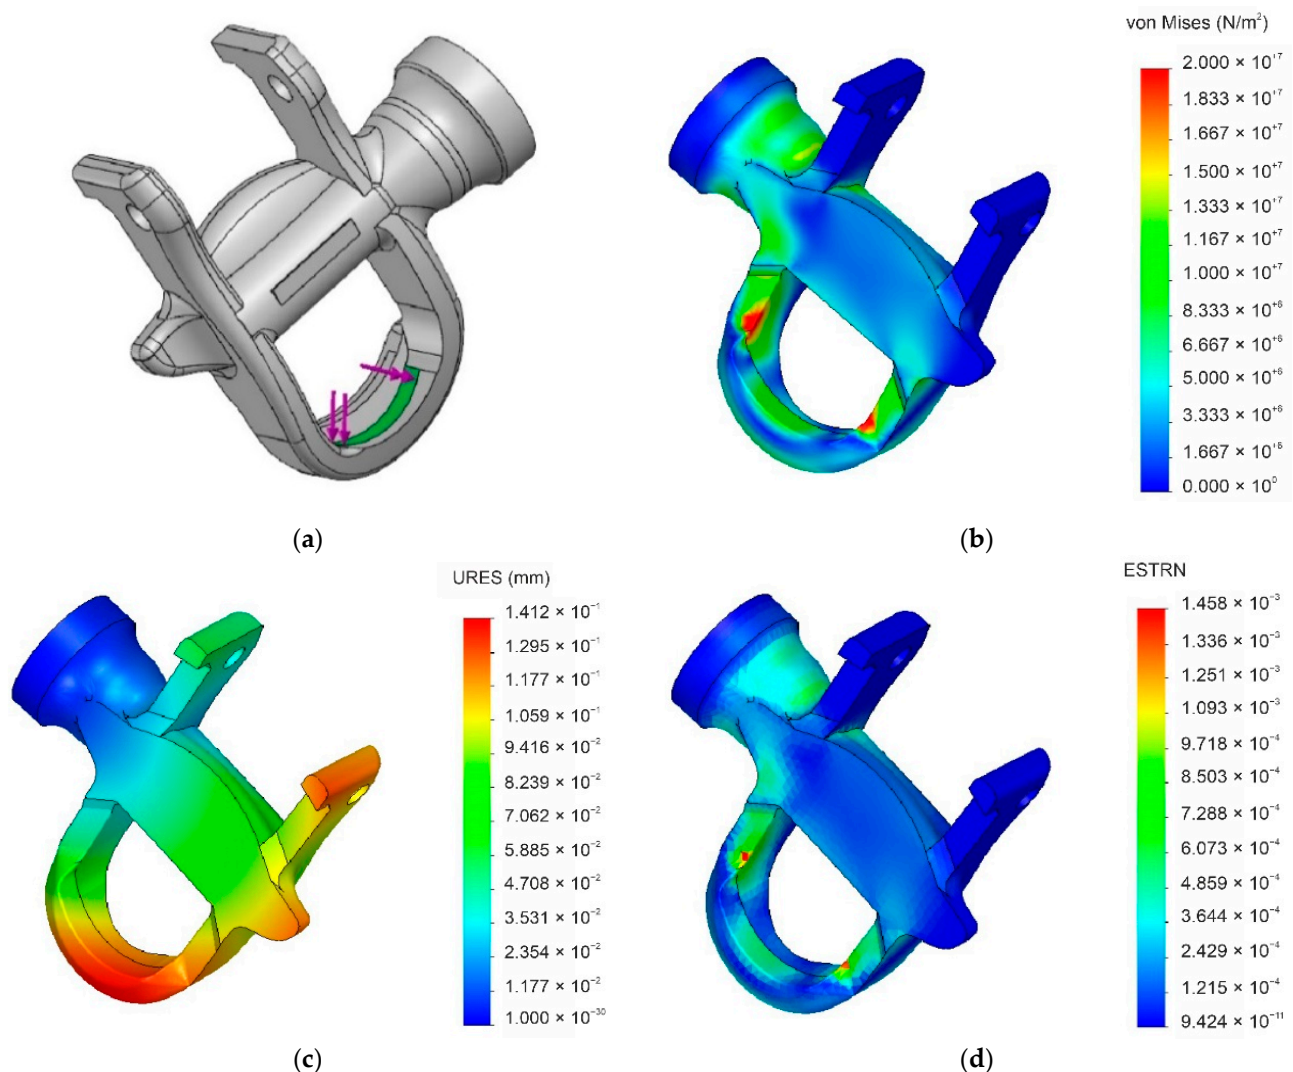 von Mises (N/m²)
2.000 × 10⁺⁷
1.833 × 10⁺⁷
1.667 × 10⁺⁷
1.500 × 10⁺⁷
1.333 × 10⁺⁷
1.167 × 10⁺⁷
1.000 × 10⁺⁷
8.333 × 10⁺⁶
6.667 × 10⁺⁶
5.000 × 10⁺⁶
3.333 × 10⁺⁶
1.667 × 10⁺⁶
0.000 × 10⁰
(a)
(b)
URES (mm)
1.412 × 10⁻¹
1.295 × 10⁻¹
1.177 × 10⁻¹
1.059 × 10⁻¹
9.416 × 10⁻²
8.239 × 10⁻²
7.062 × 10⁻²
5.885 × 10⁻²
4.708 × 10⁻²
3.531 × 10⁻²
2.354 × 10⁻²
1.177 × 10⁻²
1.000 × 10⁻³⁰
ESTRN
1.458 × 10⁻³
1.336 × 10⁻³
1.251 × 10⁻³
1.093 × 10⁻³
9.718 × 10⁻⁴
8.503 × 10⁻⁴
7.288 × 10⁻⁴
6.073 × 10⁻⁴
4.859 × 10⁻⁴
3.644 × 10⁻⁴
2.429 × 10⁻⁴
1.215 × 10⁻⁴
9.424 × 10⁻¹¹
(c)
(d)